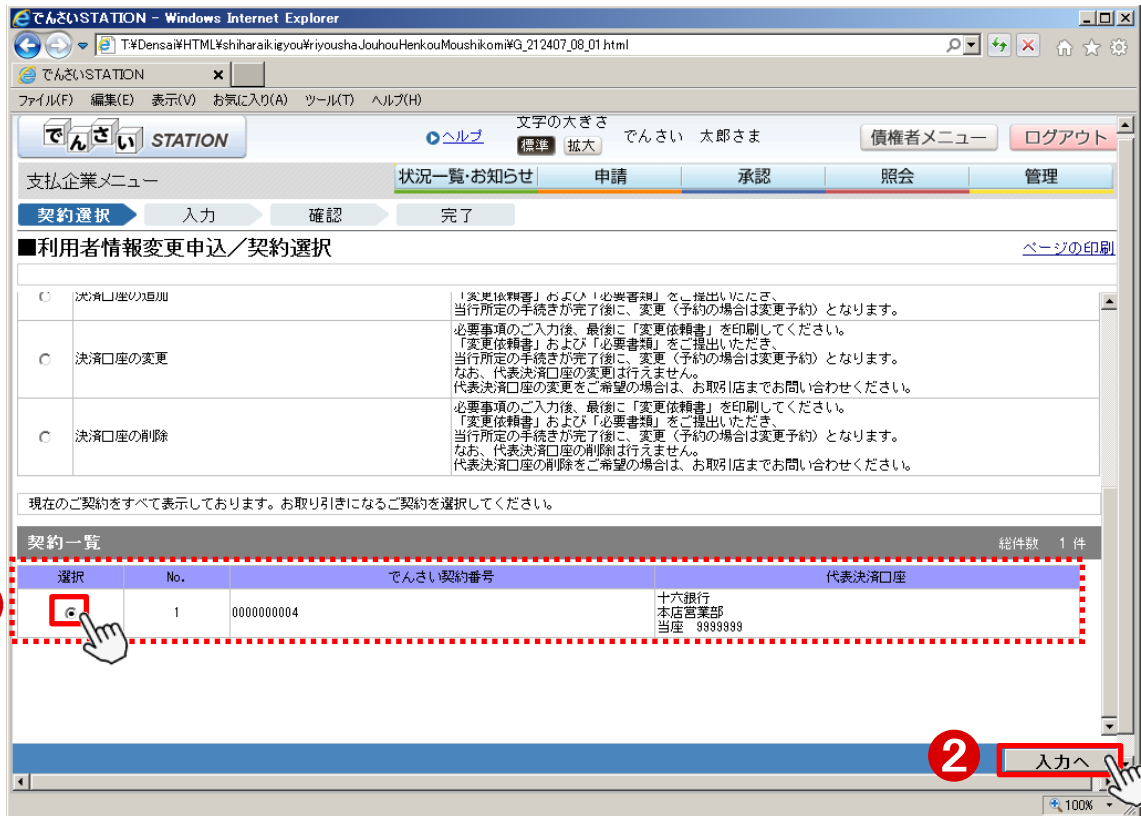 でんさいSTATION - Windows Internet Explorer
T:¥Densai¥HTML¥shiharaikigyou¥riyoushaJouhouHenkouMoushikomi¥G_212407_08_01.html
でんさいSTATION
ファイル(F) 編集(E) 表示(V) お気に入り(A) ツール(T) ヘルプ(H)
でんさい STATION
ヘルプ
文字の大きさ
標準 拡大
でんさい 太郎さま
債権者メニュー
ログアウト
支払企業メニュー
状況一覧・お知らせ 申請 承認 照会 管理
契約選択 入力 確認 完了
■利用者情報変更申込／契約選択
ページの印刷
決済口座の追加
「変更依頼書」および「必要書類」をご提出いただき、
当行所定の手続きが完了後に、変更（予約の場合は変更予約）となります。
決済口座の変更
必要事項のご入力後、最後に「変更依頼書」を印刷してください。
「変更依頼書」および「必要書類」をご提出いただき、
当行所定の手続きが完了後に、変更（予約の場合は変更予約）となります。
なお、代表決済口座の変更は行えません。
代表決済口座の変更をご希望の場合は、お取引店までお問い合わせください。
決済口座の削除
必要事項のご入力後、最後に「変更依頼書」を印刷してください。
「変更依頼書」および「必要書類」をご提出いただき、
当行所定の手続きが完了後に、変更（予約の場合は変更予約）となります。
なお、代表決済口座の削除は行えません。
代表決済口座の削除をご希望の場合は、お取引店までお問い合わせください。
現在のご契約をすべて表示しております。お取り引きになるご契約を選択してください。
契約一覧
総件数 1 件
選択 No. でんさい契約番号 代表決済口座
1 0000000004
十六銀行
本店営業部
当座 9999999
2
入力へ
100%